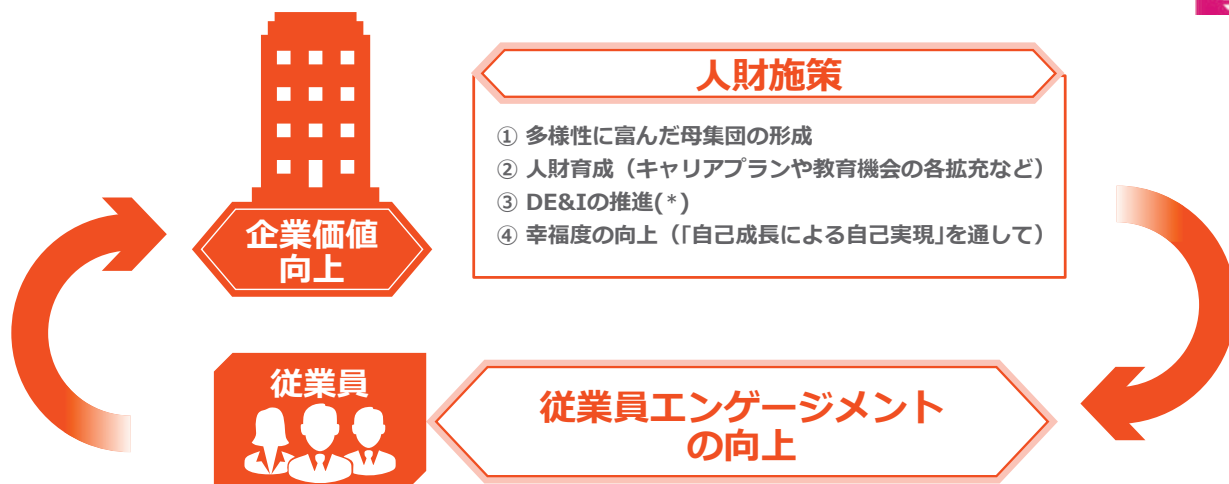 人財施策
① 多様性に富んだ母集団の形成
② 人財育成（キャリアプランや教育機会の各拡充など）
③ DE&Iの推進(*)
④ 幸福度の向上（「自己成長による自己実現」を通して）
企業価値
向上
従業員
従業員エンゲージメント
の向上